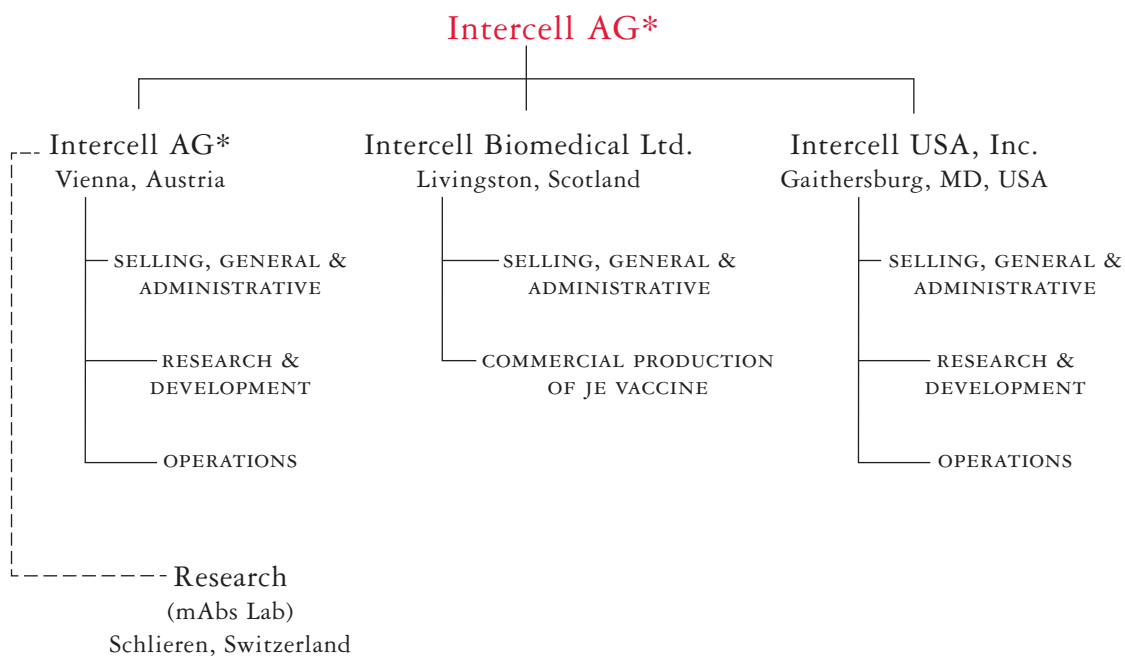 Intercell AG*
Intercell AG*
Vienna, Austria
SELLING, GENERAL &
ADMINISTRATIVE
RESEARCH &
DEVELOPMENT
OPERATIONS
Research
(mAbs Lab)
Schlieren, Switzerland
Intercell Biomedical Ltd.
Livingston, Scotland
SELLING, GENERAL &
ADMINISTRATIVE
COMMERCIAL PRODUCTION
OF JE VACCINE
Intercell USA, Inc.
Gaithersburg, MD, USA
SELLING, GENERAL &
ADMINISTRATIVE
RESEARCH &
DEVELOPMENT
OPERATIONS